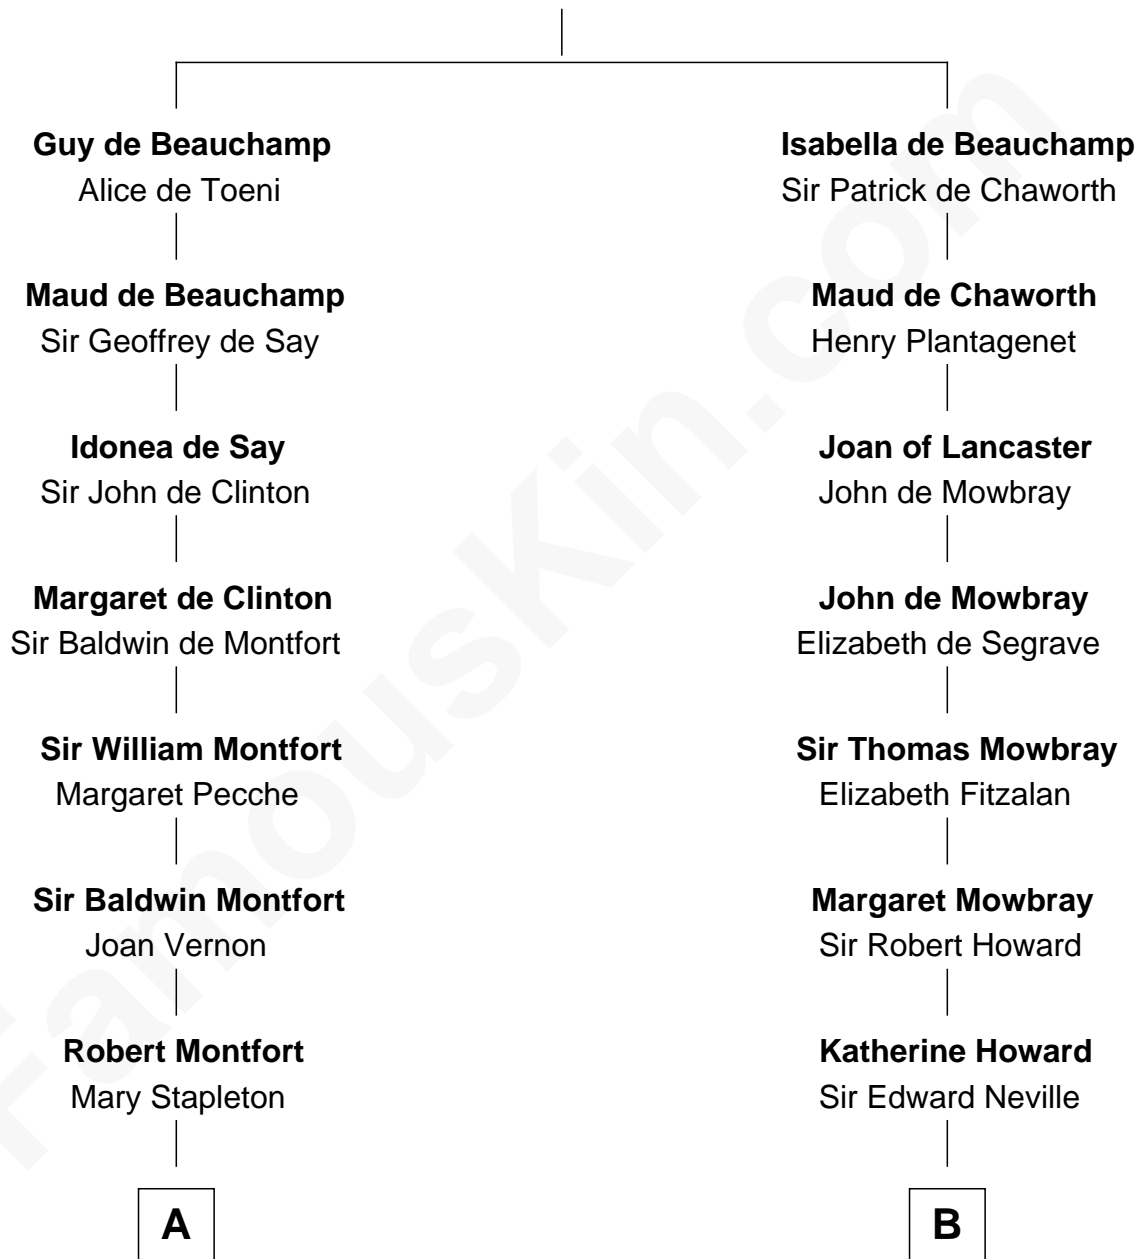 Guy de Beauchamp
Alice de Toeni
Isabella de Beauchamp
Sir Patrick de Chaworth
Maud de Beauchamp
Sir Geoffrey de Say
Maud de Chaworth
Henry Plantagenet
Idonea de Say
Sir John de Clinton
Joan of Lancaster
John de Mowbray
Margaret de Clinton
Sir Baldwin de Montfort
John de Mowbray
Elizabeth de Segrave
Sir William Montfort
Margaret Pecche
Sir Thomas Mowbray
Elizabeth Fitzalan
Sir Baldwin Montfort
Joan Vernon
Margaret Mowbray
Sir Robert Howard
Robert Montfort
Mary Stapleton
Katherine Howard
Sir Edward Neville
A
B
FamousKin.com